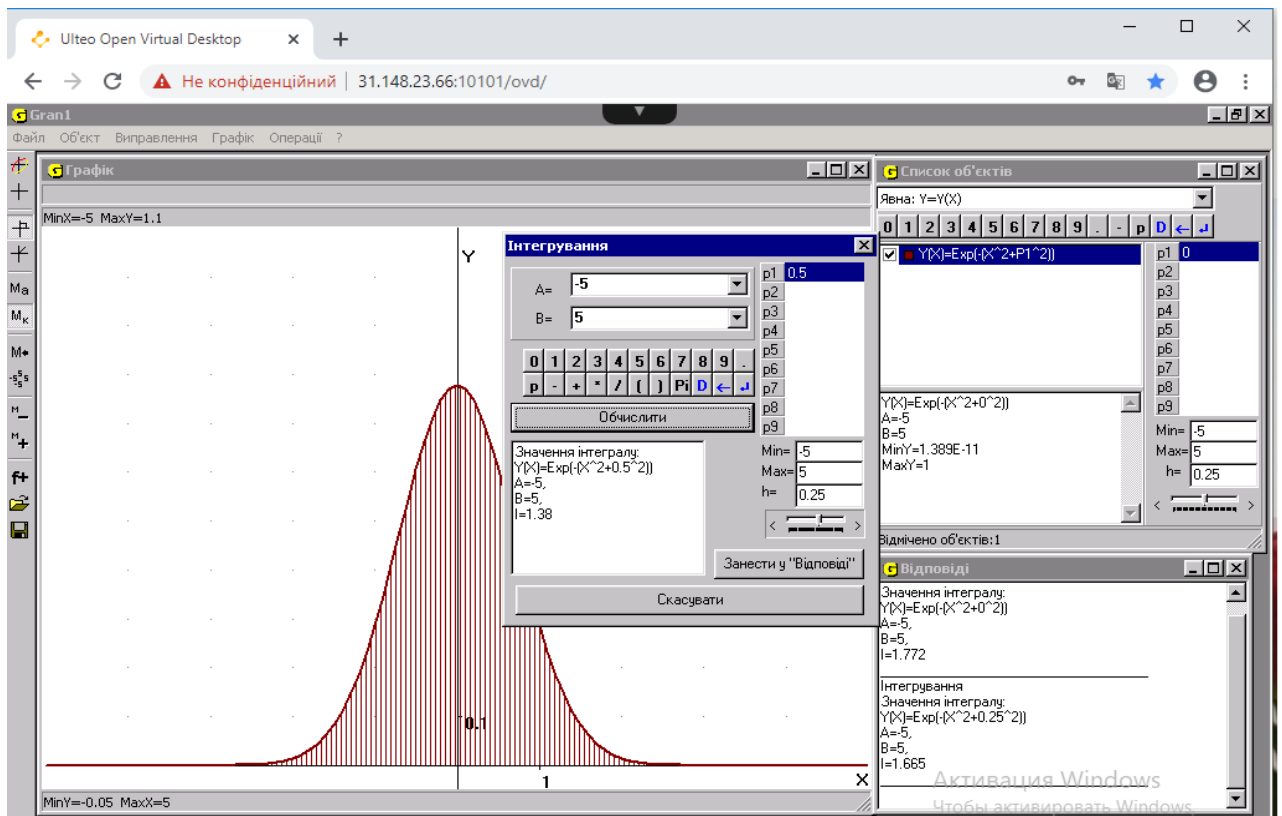 Ulteo Open Virtual Desktop
Не конфіденційний | 31.148.23.66:10101/ovd/
Gran1
Файл Об'єкт Виправлення Графік Операції ?
Графік
MinX=-5 MaxY=1.1
Y
0.1
1
X
MinY=-0.05 MaxX=5
Ma
Mк
M
-5 5 5 s
M
M+
f+
Інтегрування
A= -5
B= 5
0 1 2 3 4 5 6 7 8 9 .
p - + * / ( ) Pi D ← ↲
Обчислити
Значення інтегралу:
Y(X)=Exp(-(X^2+0.5^2))
A=-5,
B=5,
I=1.38
p1 0.5
p2
p3
p4
p5
p6
p7
p8
p9
Min= -5
Max= 5
h= 0.25
< >
Занести у "Відповіді"
Скасувати
Список об'єктів
Явна: Y=Y(X)
0 1 2 3 4 5 6 7 8 9 . - p D ← ↲
Y(X)=Exp(-(X^2+P1^2))
p1 0
p2
p3
p4
p5
p6
p7
p8
p9
Y(X)=Exp(-(X^2+0^2))
A=-5
B=5
MinY=1.389E-11
MaxY=1
Min= -5
Max= 5
h= 0.25
< >
Відмічено об'єктів:1
Відповіді
Значення інтегралу:
Y(X)=Exp(-(X^2+0^2))
A=-5,
B=5,
I=1.772
Інтегрування
Значення інтегралу:
Y(X)=Exp(-(X^2+0.25^2))
A=-5,
B=5,
I=1.665
Активация Windows
Чтобы активировать Windows,